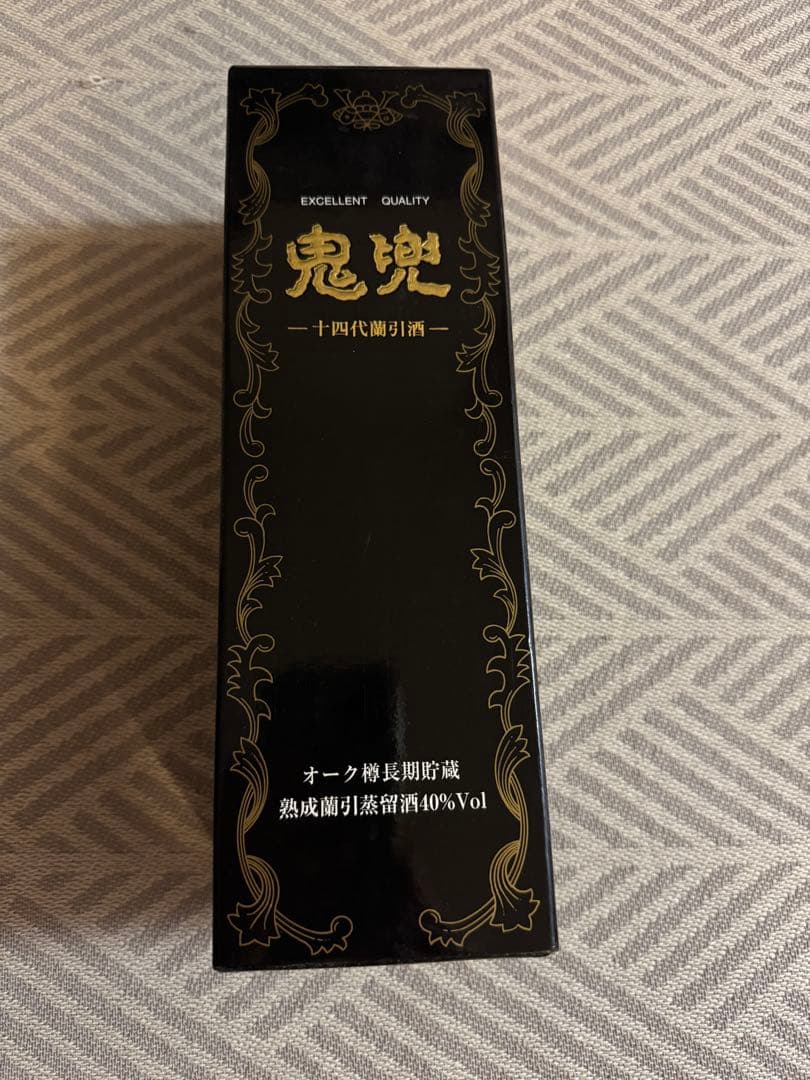 EXCELLENT QUALITY
鬼兜
—十四代蘭引酒—
オーク樽長期貯蔵
熟成蘭引蒸留酒40%Vol